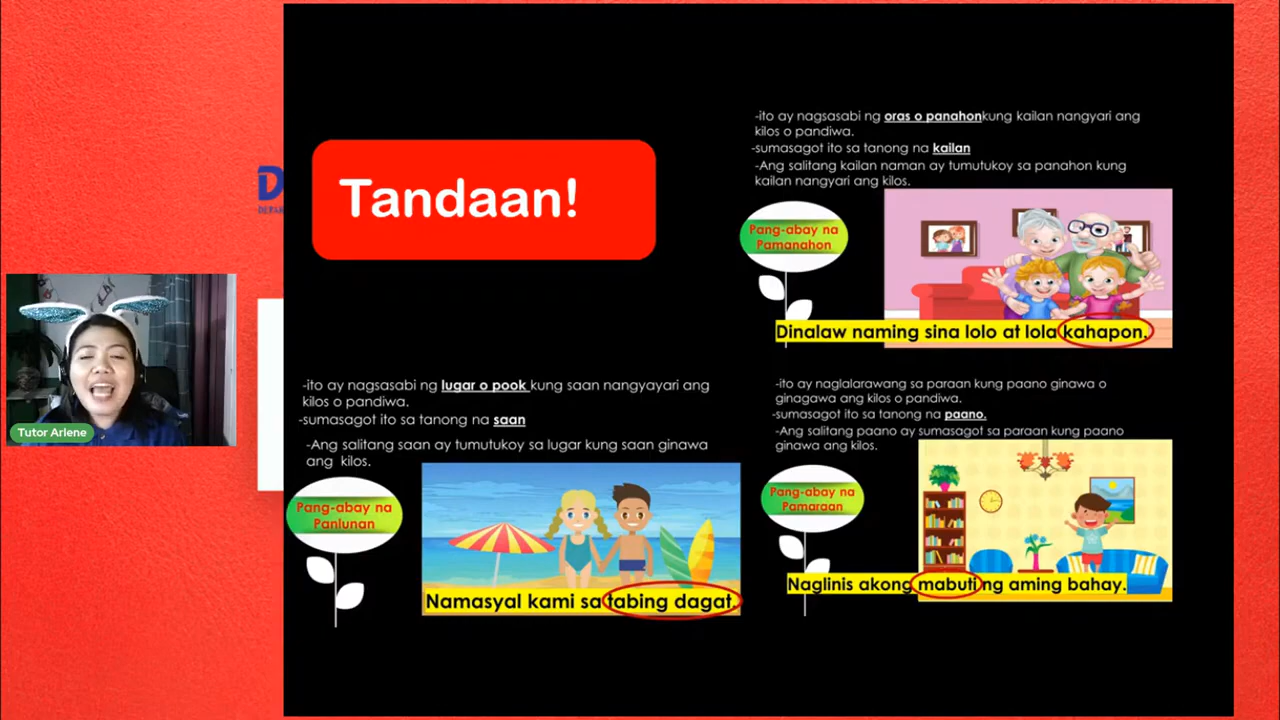 Tandaan!
-ito ay nagsasabi ng oras o panahonkung kailan nangyari ang
kilos o pandiwa.
-sumasagot ito sa tanong na kailan
-Ang salitang kailan naman ay tumutukoy sa panahon kung
kailan nangyari ang kilos.
Pang-abay na
Pamanahon
Dinalaw naming sina lolo at lola kahapon.
Tutor Arlene
-ito ay nagsasabi ng lugar o pook kung saan nangyayari ang
kilos o pandiwa.
-sumasagot ito sa tanong na saan
-Ang salitang saan ay tumutukoy sa lugar kung saan ginawa
ang kilos.
Pang-abay na
Panlunan
Namasyal kami sa tabing dagat.
-ito ay naglalarawang sa paraan kung paano ginawa o
ginagawa ang kilos o pandiwa.
-sumasagot ito sa tanong na paano.
-Ang salitang paano ay sumasagot sa paraan kung paano
ginawa ang kilos.
Pang-abay na
Pamaraan
Naglinis akong mabuti ng aming bahay.